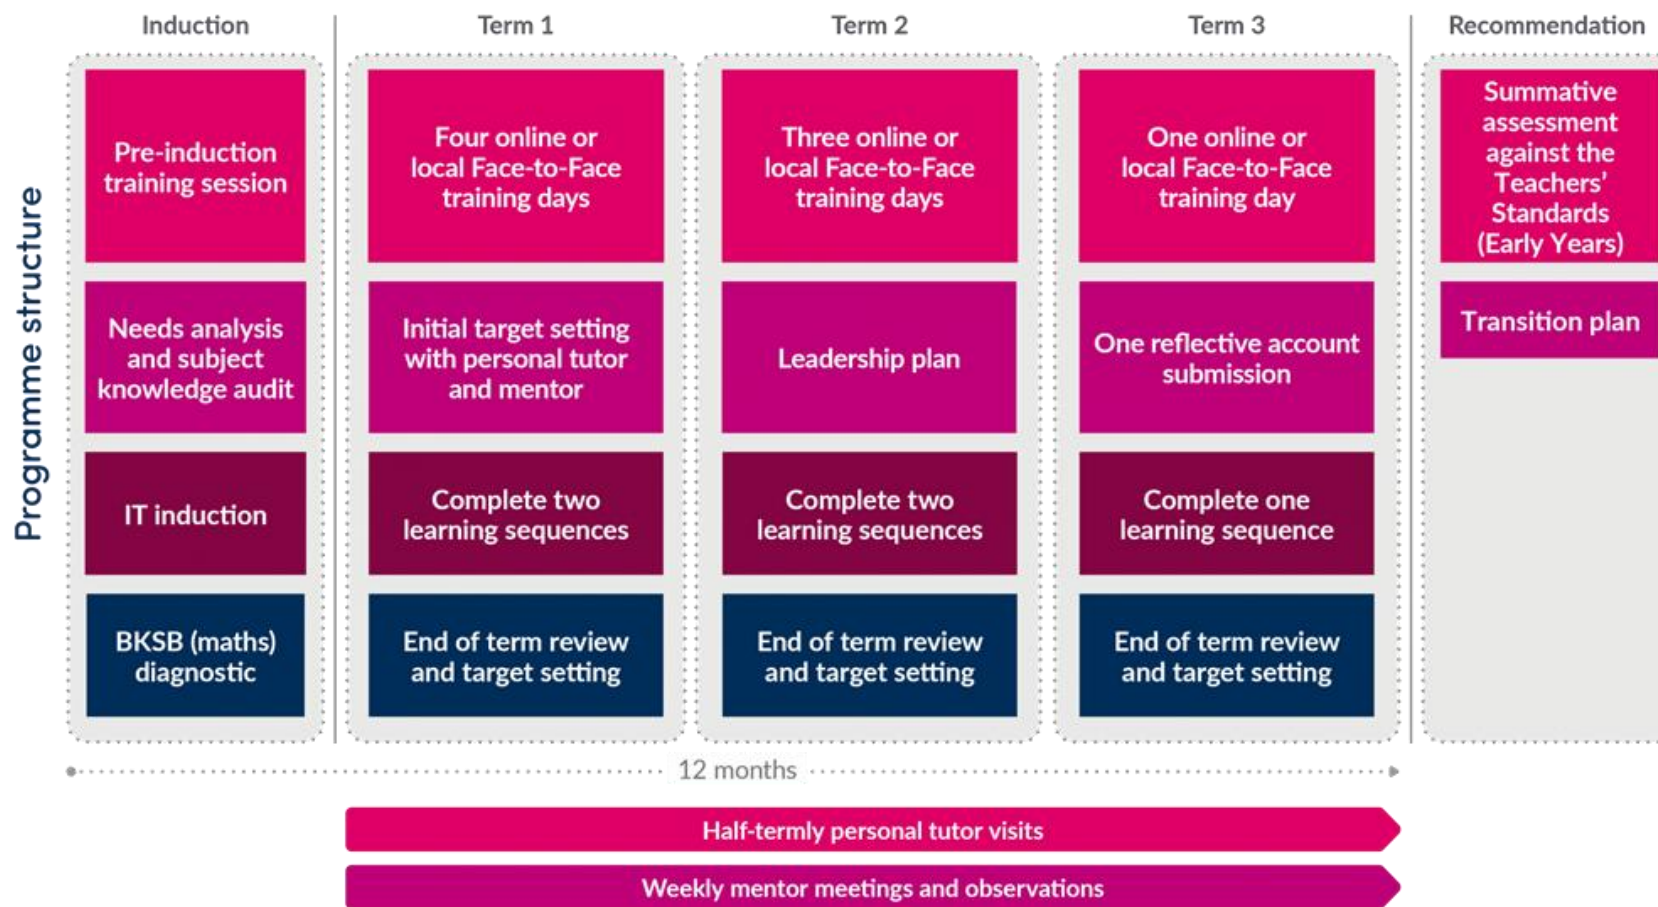 Programme structure
Induction
Pre-induction
training session
Needs analysis
and subject
knowledge audit
IT induction
BKSB (maths)
diagnostic
Term 1
Four online or
local Face-to-Face
training days
Initial target setting
with personal tutor
and mentor
Complete two
learning sequences
End of term review
and target setting
Term 2
Three online or
local Face-to-Face
training days
Leadership plan
Complete two
learning sequences
End of term review
and target setting
Term 3
One online or
local Face-to-Face
training day
One reflective account
submission
Complete one
learning sequence
End of term review
and target setting
Recommendation
Summative
assessment
against the
Teachers’
Standards
(Early Years)
Transition plan
12 months
Half-termly personal tutor visits
Weekly mentor meetings and observations